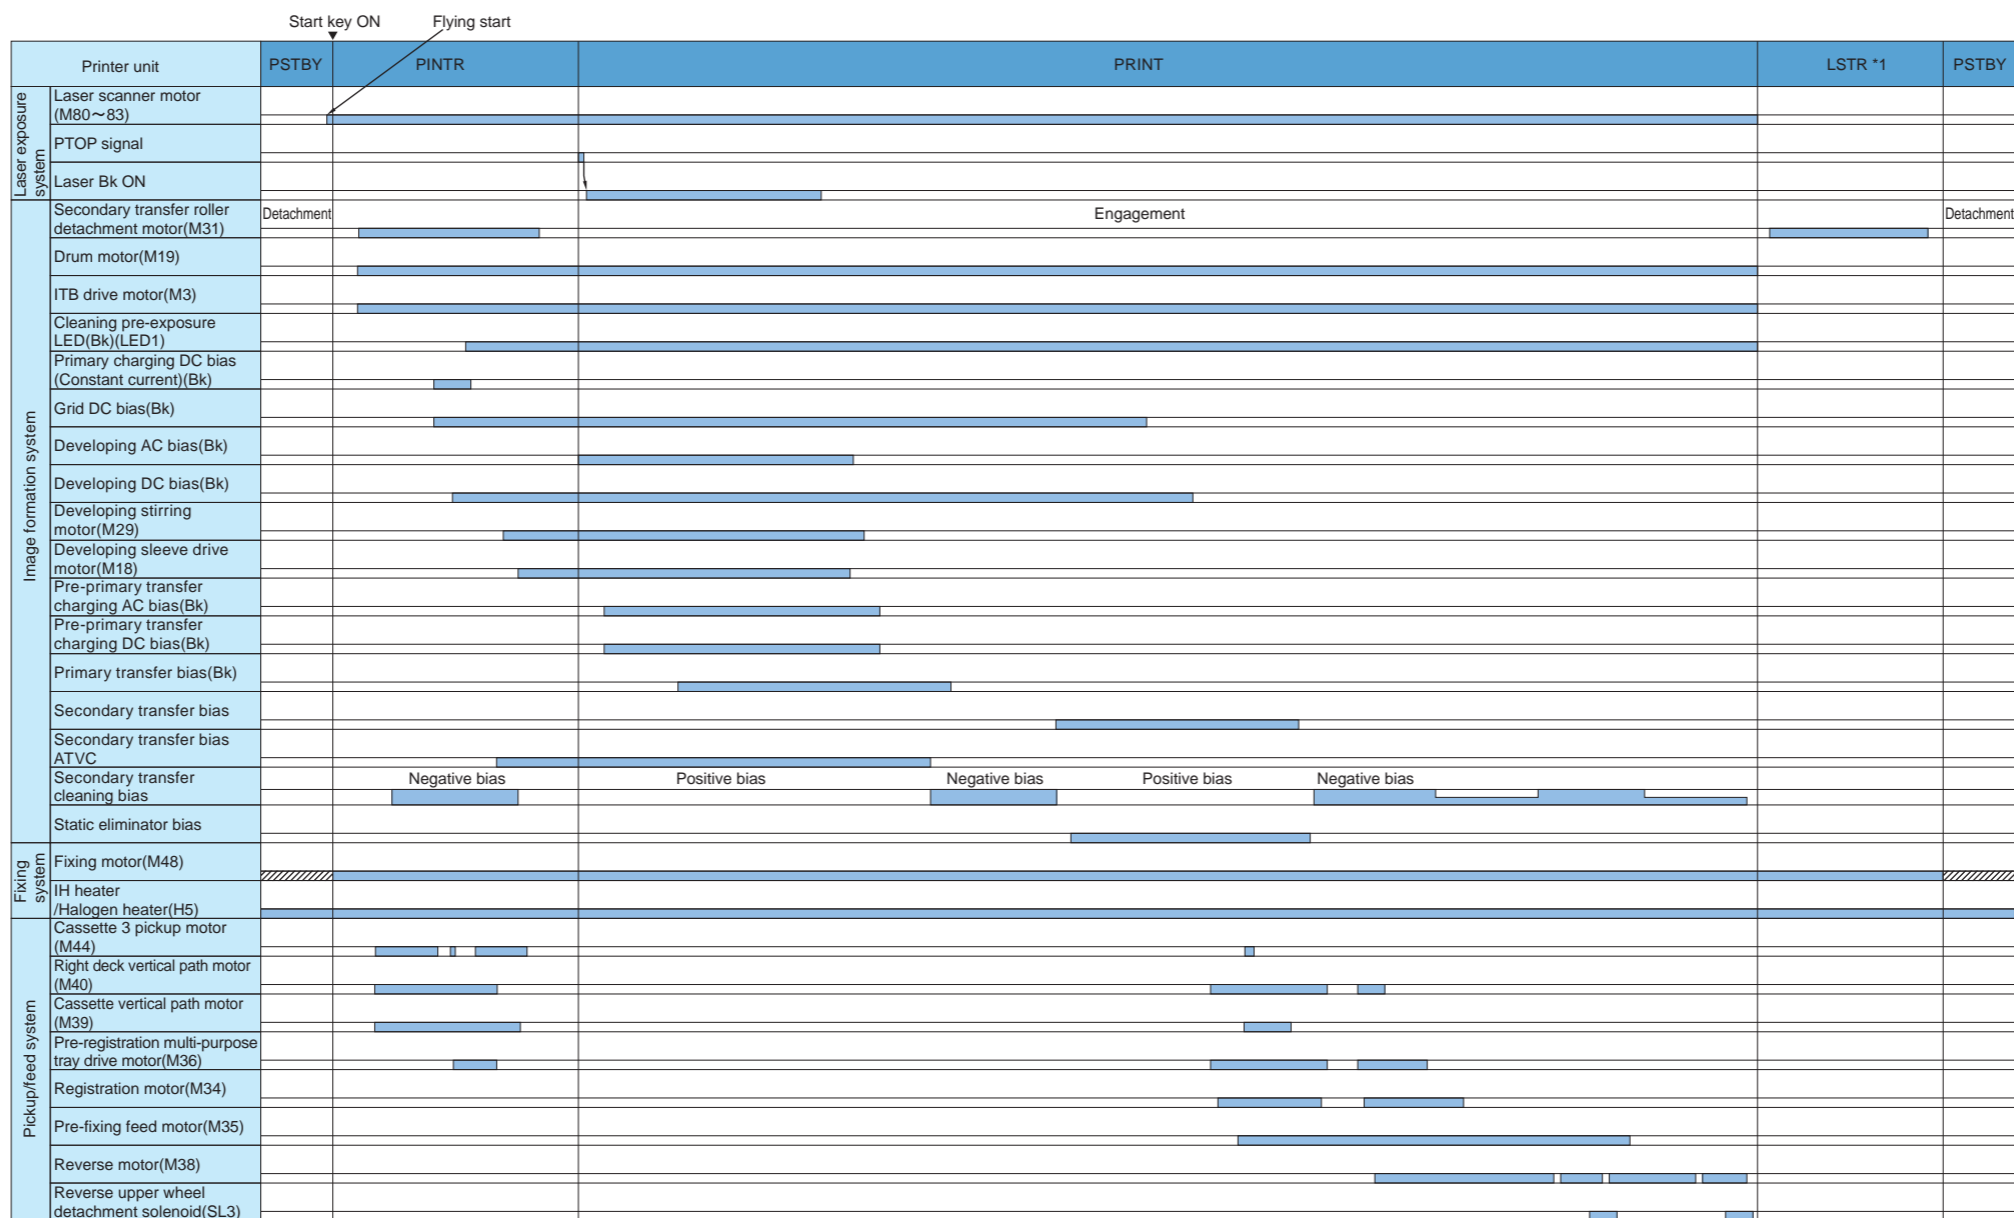 Start key ON
Flying start
Printer unit
PSTBY
PINTR
PRINT
LSTR *1
PSTBY
Laser exposure
system
Laser scanner motor
(M80～83)
PTOP signal
Laser Bk ON
Image formation system
Secondary transfer roller
detachment motor(M31)
Detachment
Engagement
Detachment
Drum motor(M19)
ITB drive motor(M3)
Cleaning pre-exposure
LED(Bk)(LED1)
Primary charging DC bias
(Constant current)(Bk)
Grid DC bias(Bk)
Developing AC bias(Bk)
Developing DC bias(Bk)
Developing stirring
motor(M29)
Developing sleeve drive
motor(M18)
Pre-primary transfer
charging AC bias(Bk)
Pre-primary transfer
charging DC bias(Bk)
Primary transfer bias(Bk)
Secondary transfer bias
Secondary transfer bias
ATVC
Secondary transfer
cleaning bias
Negative bias
Positive bias
Negative bias
Positive bias
Negative bias
Static eliminator bias
Fixing
system
Fixing motor(M48)
IH heater
/Halogen heater(H5)
Pickup/feed system
Cassette 3 pickup motor
(M44)
Right deck vertical path motor
(M40)
Cassette vertical path motor
(M39)
Pre-registration multi-purpose
tray drive motor(M36)
Registration motor(M34)
Pre-fixing feed motor(M35)
Reverse motor(M38)
Reverse upper wheel
detachment solenoid(SL3)